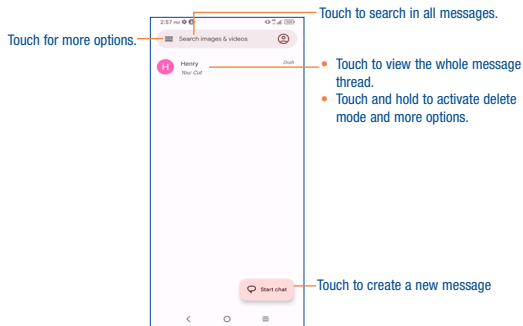 Touch to search in all messages.
2:57 PM
Touch for more options.
Search images & videos
H
Henry
Draft
Your Cut
• Touch to view the whole message
thread.
• Touch and hold to activate delete
mode and more options.
Start chat
Touch to create a new message